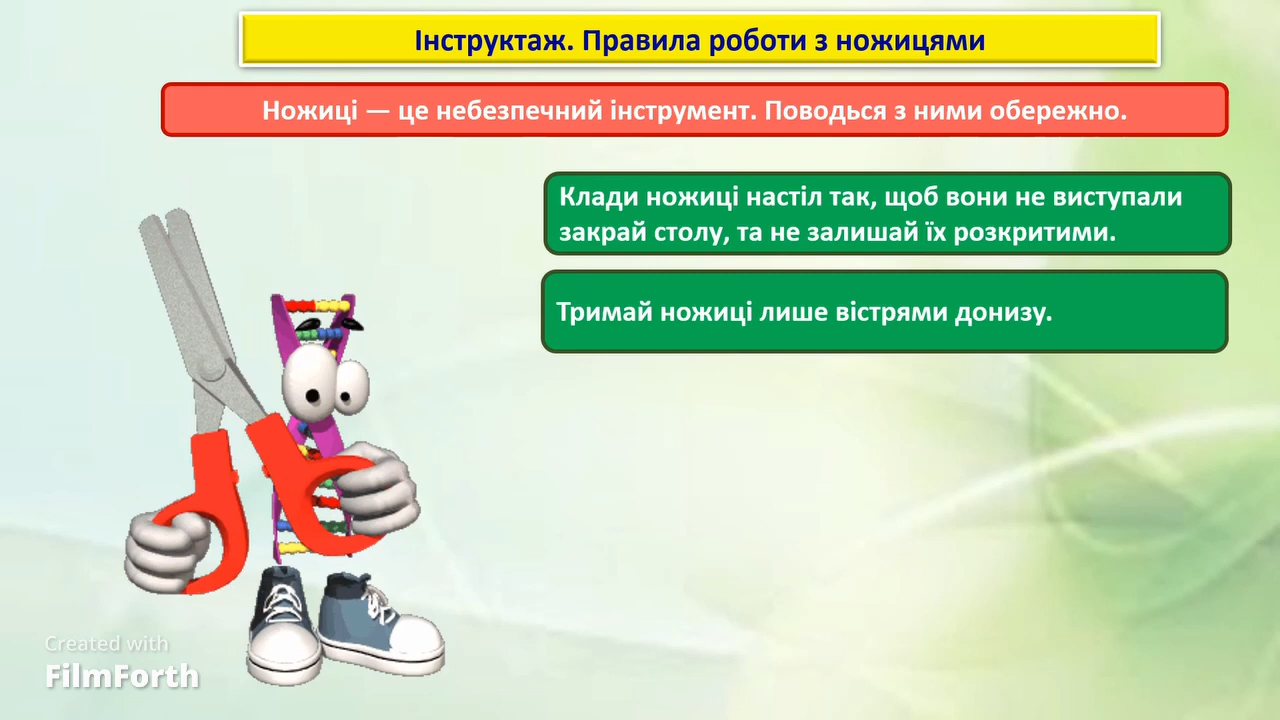 Інструктаж. Правила роботи з ножицями
Ножиці — це небезпечний інструмент. Поводься з ними обережно.
Клади ножиці настіл так, щоб вони не виступали
закрай столу, та не залишай їх розкритими.
Тримай ножиці лише вістрями донизу.
Created with
FilmForth